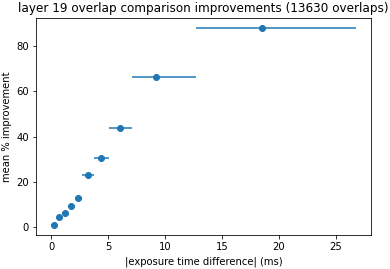 layer 19 overlap comparison improvements (13630 overlaps)
mean % improvement
80
60
40
20
0
0 5 10 15 20 25
|exposure time difference| (ms)